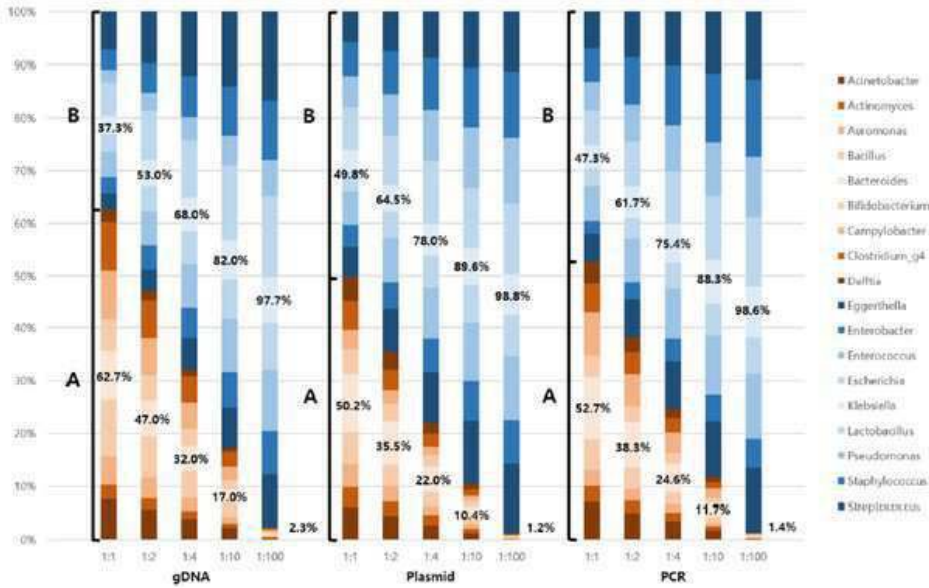 100%
90%
80%
70%
60%
50%
40%
30%
20%
10%
0%
B
37.3%
53.0%
68.0%
82.0%
97.7%
A
62.7%
47.0%
32.0%
17.0%
2.3%
1:1 1:2 1:4 1:10 1:100
gDNA
B
49.8%
64.5%
78.0%
89.6%
98.8%
A
50.2%
35.5%
22.0%
10.4%
1.2%
1:1 1:2 1:4 1:10 1:100
Plasmid
B
47.3%
61.7%
75.4%
88.3%
98.6%
A
52.7%
38.3%
24.6%
11.7%
1.4%
1:1 1:2 1:4 1:10 1:100
PCR
Acinetobacter
Actinomyces
Auromonas
Bacillus
Bacteroides
Bifidobacterium
Campylobacter
Clostridium_g4
Delftia
Eggerthella
Enterobacter
Enterococcus
Escherichia
Klebsiella
Lactobacillus
Pseudomonas
Staphylococcus
Streptococcus